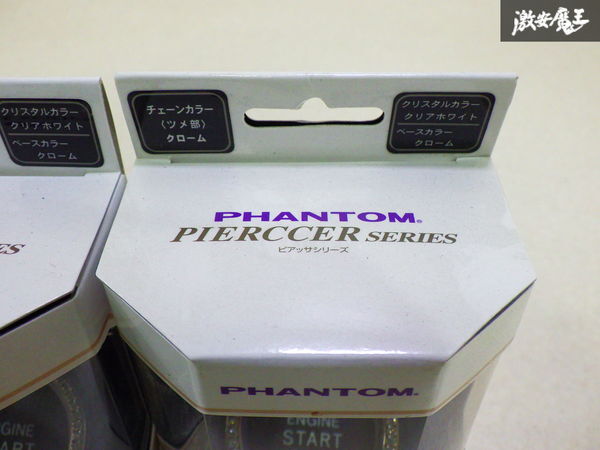 激安魔王
クリスタルカラー
クリアホワイト
ベースカラー
クローム
チェーンカラー
〈ツメ部〉
クローム
クリスタルカラー
クリアホワイト
ベースカラー
クローム
PHANTOM®
PIERCCER SERIES
ピアッサシリーズ
ES
PHANTOM
ENGINE
START
GINE
ART